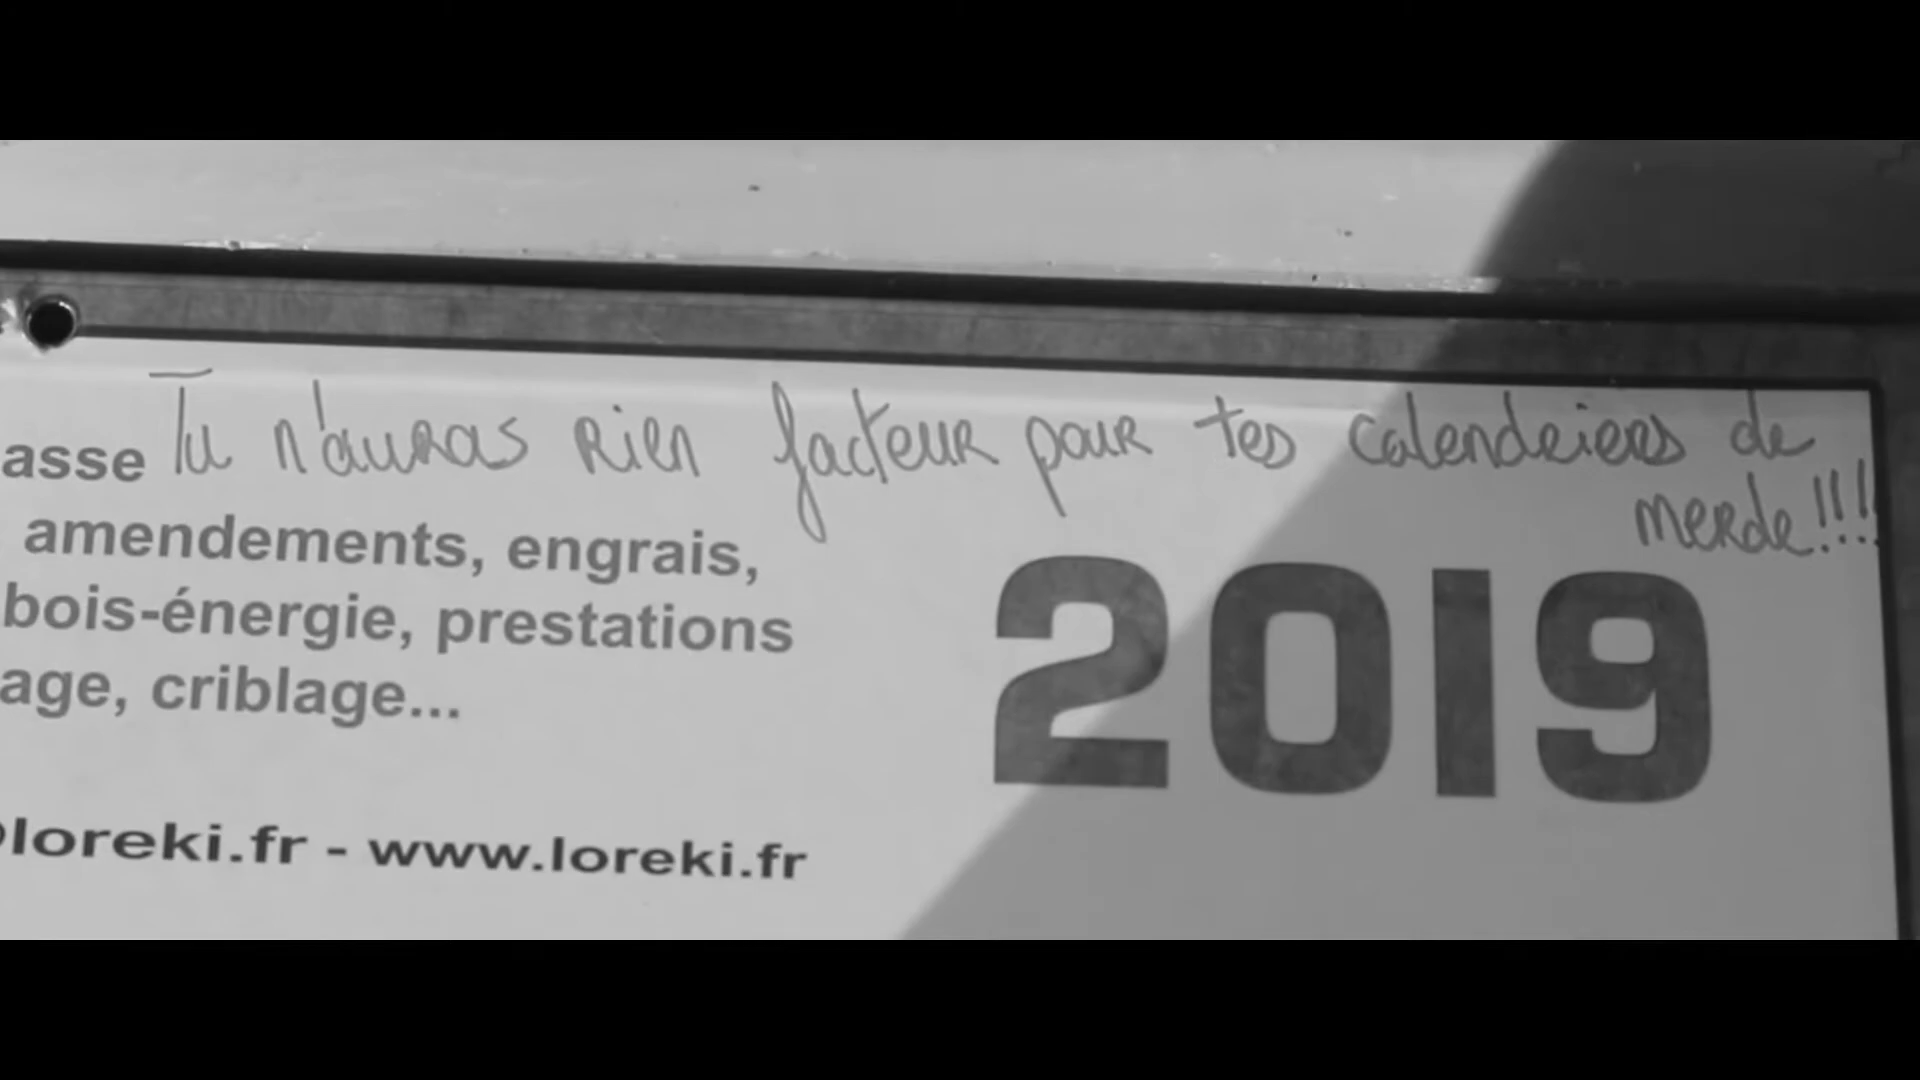 Tu n'auras rien facteur pour tes calendriers de
merde!!!!
asse
amendements, engrais,
bois-énergie, prestations
age, criblage...
2019
loreki.fr - www.loreki.fr